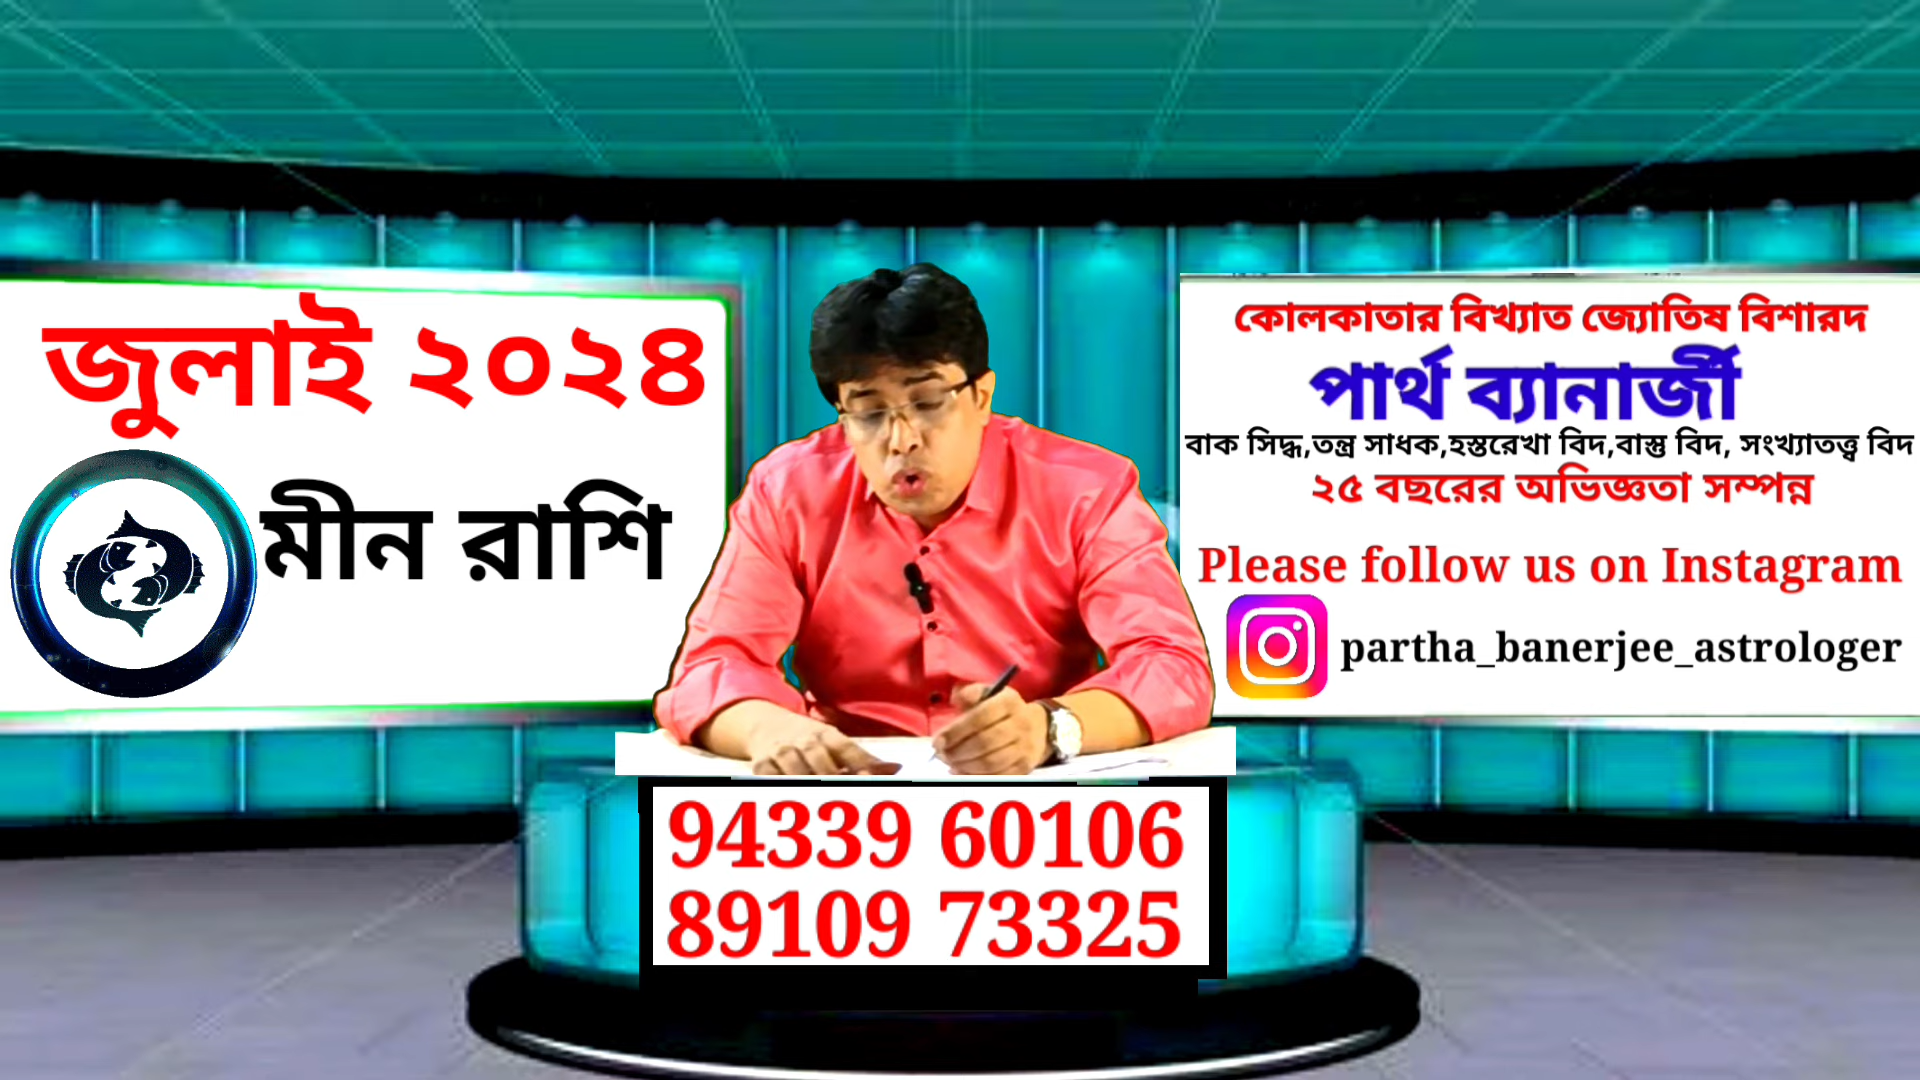 জুলাই ২০২৪
মীন রাশি
কোলকাতার বিখ্যাত জ্যোতিষ বিশারদ
পার্থ ব্যানার্জী
বাক সিদ্ধ,তন্ত্র সাধক,হস্তরেখা বিদ,বাস্তু বিদ, সংখ্যাতত্ত্ব বিদ
২৫ বছরের অভিজ্ঞতা সম্পন্ন
Please follow us on Instagram
partha_banerjee_astrologer
94339 60106
89109 73325